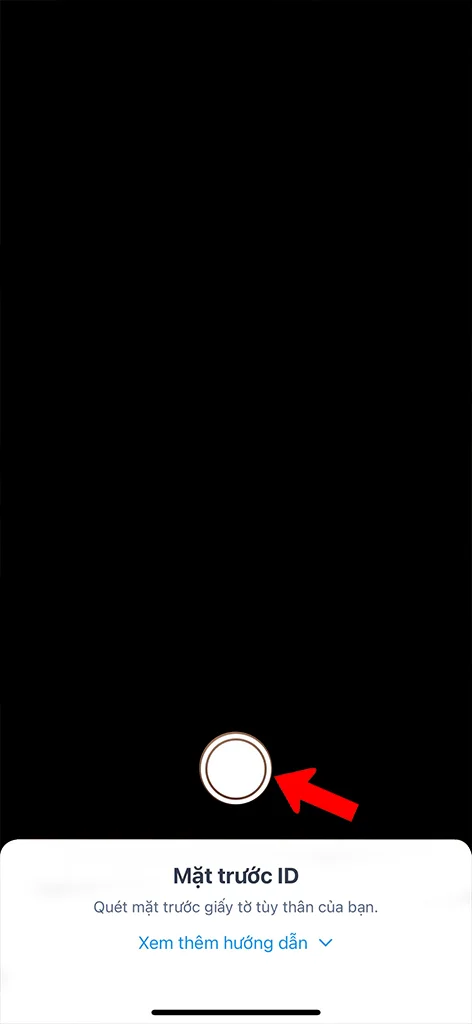 Mặt trước ID
Quét mặt trước giấy tờ tùy thân của bạn.
Xem thêm hướng dẫn